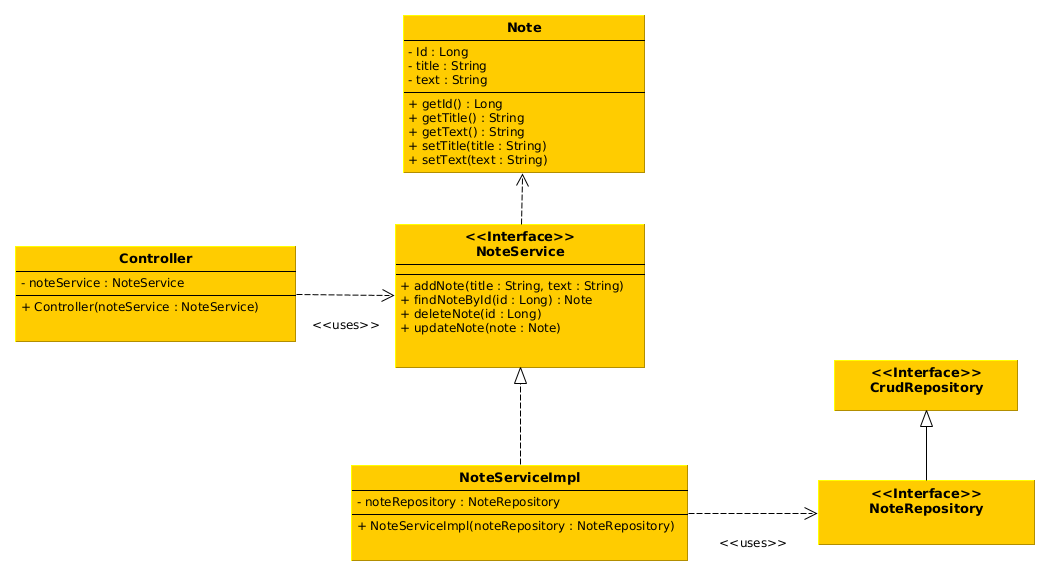 Note
- Id : Long
- title : String
- text : String
+ getId() : Long
+ getTitle() : String
+ getText() : String
+ setTitle(title : String)
+ setText(text : String)
<<Interface>>
NoteService
+ addNote(title : String, text : String)
+ findNoteById(id : Long) : Note
+ deleteNote(id : Long)
+ updateNote(note : Note)
Controller
- noteService : NoteService
+ Controller(noteService : NoteService)
<<uses>>
<<Interface>>
CrudRepository
NoteServiceImpl
- noteRepository : NoteRepository
+ NoteServiceImpl(noteRepository : NoteRepository)
<<uses>>
<<Interface>>
NoteRepository